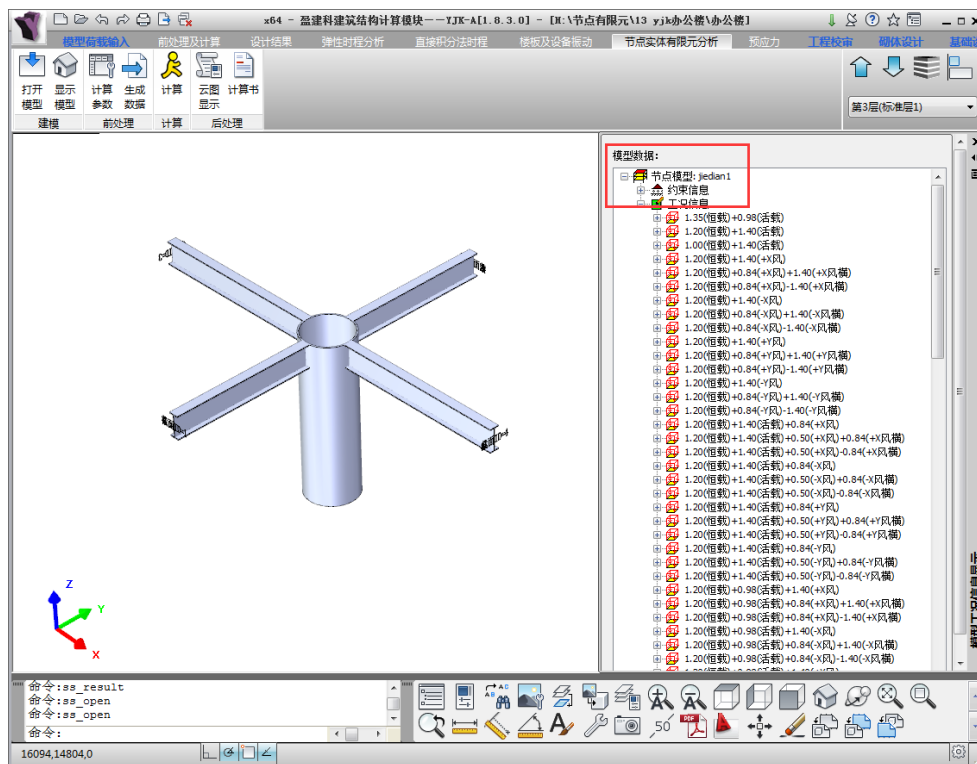 x64 - 盈建科建筑结构计算模块--YJK-A[1.8.3.0] - [H:\节点有限元\13 yjk办公楼\办公楼]
模型荷载输入 前处理及计算 设计结果 弹性时程分析 直接积分法时程 楼板及设备振动 节点实体有限元分析 预应力 工程校审 砌体设计
打开模型 显示模型 计算参数 生成数据 计算 云图显示 计算书
建模 前处理 计算 后处理
第3层(标准层1)
模型数据:
节点模型: jiedian1
约束信息
工况信息
1.35(恒载)+0.98(活载)
1.20(恒载)+1.40(活载)
1.00(恒载)+1.40(活载)
1.20(恒载)+1.40(+X风)
1.20(恒载)+0.84(+X风)+1.40(+X风,横)
1.20(恒载)+0.84(+X风)-1.40(+X风,横)
1.20(恒载)+1.40(-X风)
1.20(恒载)+0.84(-X风)+1.40(-X风,横)
1.20(恒载)+0.84(-X风)-1.40(-X风,横)
1.20(恒载)+1.40(+Y风)
1.20(恒载)+0.84(+Y风)+1.40(+Y风,横)
1.20(恒载)+0.84(+Y风)-1.40(+Y风,横)
1.20(恒载)+1.40(-Y风)
1.20(恒载)+0.84(-Y风)+1.40(-Y风,横)
1.20(恒载)+0.84(-Y风)-1.40(-Y风,横)
1.20(恒载)+1.40(活载)+0.84(+X风)
1.20(恒载)+1.40(活载)+0.50(+X风)+0.84(+X风,横)
1.20(恒载)+1.40(活载)+0.50(+X风)-0.84(+X风,横)
1.20(恒载)+1.40(活载)+0.84(-X风)
1.20(恒载)+1.40(活载)+0.50(-X风)+0.84(-X风,横)
1.20(恒载)+1.40(活载)+0.50(-X风)-0.84(-X风,横)
1.20(恒载)+1.40(活载)+0.84(+Y风)
1.20(恒载)+1.40(活载)+0.50(+Y风)+0.84(+Y风,横)
1.20(恒载)+1.40(活载)+0.50(+Y风)-0.84(+Y风,横)
1.20(恒载)+1.40(活载)+0.84(-Y风)
1.20(恒载)+1.40(活载)+0.50(-Y风)+0.84(-Y风,横)
1.20(恒载)+1.40(活载)+0.50(-Y风)-0.84(-Y风,横)
1.20(恒载)+0.98(活载)+1.40(+X风)
1.20(恒载)+0.98(活载)+0.84(+X风)+1.40(+X风,横)
1.20(恒载)+0.98(活载)+0.84(+X风)-1.40(+X风,横)
1.20(恒载)+0.98(活载)+1.40(-X风)
1.20(恒载)+0.98(活载)+0.84(-X风)+1.40(-X风,横)
1.20(恒载)+0.98(活载)+0.84(-X风)-1.40(-X风,横)
Z
Y
X
命令:ss_result
命令:ss_open
命令:ss_open
命令:
50
PDF
16094,14804,0